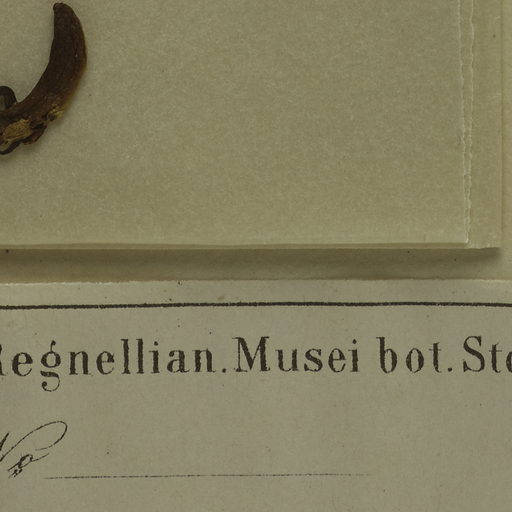 Regnellian. Musei bot. Sto
No